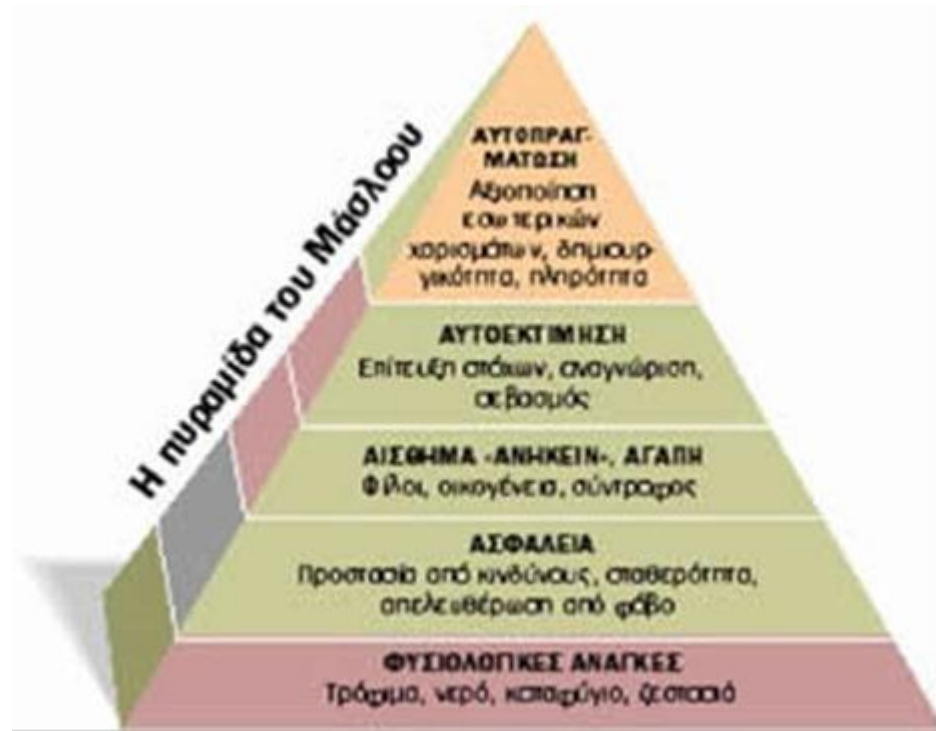 Η πυραμίδα του Μάσλοου
ΑΥΤΟΠΡΑΓ-
ΜΑΤΩΣΗ
Αξιοποίηση
εσωτερικών
χαρισμάτων, δημιουρ-
γικότητα, πληρότητα
ΑΥΤΟΕΚΤΙΜΗΣΗ
Επίτευξη στόχων, αναγνώριση,
σεβασμός
ΑΙΣΘΗΜΑ «ΑΝΗΚΕΙΝ», ΑΓΑΠΗ
Φίλοι, οικογένεια, σύντροφος
ΑΣΦΑΛΕΙΑ
Προστασία από κινδύνους, σταθερότητα,
απελευθέρωση από φόβο
ΦΥΣΙΟΛΟΓΙΚΕΣ ΑΝΑΓΚΕΣ
Τρόφιμα, νερό, καταφύγιο, ζεστασιά